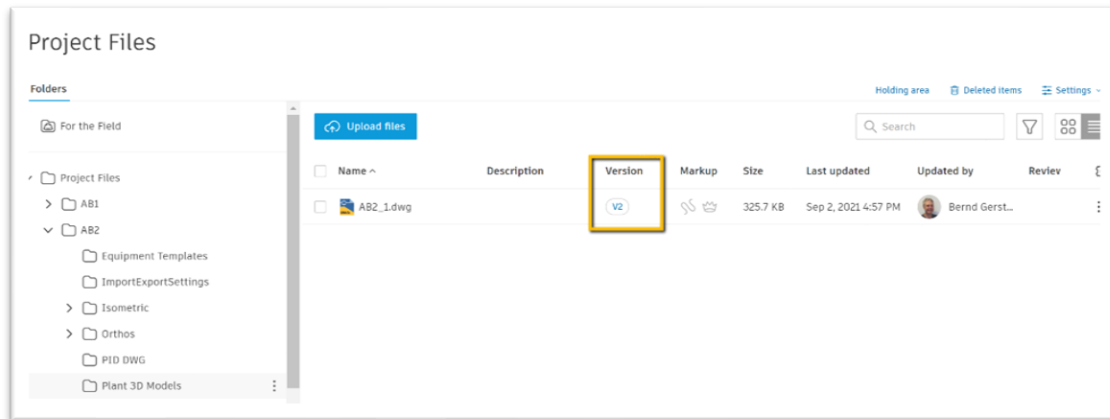 Project Files
Folders
Holding area Deleted items Settings
For the Field
Upload files
Search
Name Description Version Markup Size Last updated Updated by Reviev
Project Files
AB2_1.dwg V2 325.7 KB Sep 2, 2021 4:57 PM Bernd Gerst...
AB1
AB2
Equipment Templates
ImportExportSettings
Isometric
Orthos
PID DWG
Plant 3D Models